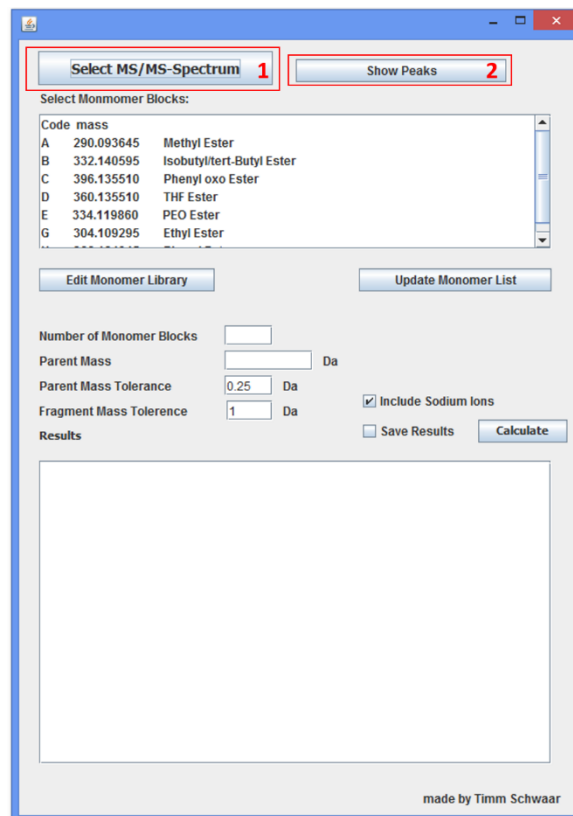 Select MS/MS-Spectrum 1 Show Peaks 2
Select Monmomer Blocks:
Code mass
A 290.093645 Methyl Ester
B 332.140595 Isobutyl/tert-Butyl Ester
C 396.135510 Phenyl oxo Ester
D 360.135510 THF Ester
E 334.119860 PEO Ester
G 304.109295 Ethyl Ester
Edit Monomer Library Update Monomer List
Number of Monomer Blocks
Parent Mass Da
Parent Mass Tolerance 0.25 Da
Include Sodium Ions
Fragment Mass Tolerence 1 Da
Results Save Results Calculate
made by Timm Schwaar